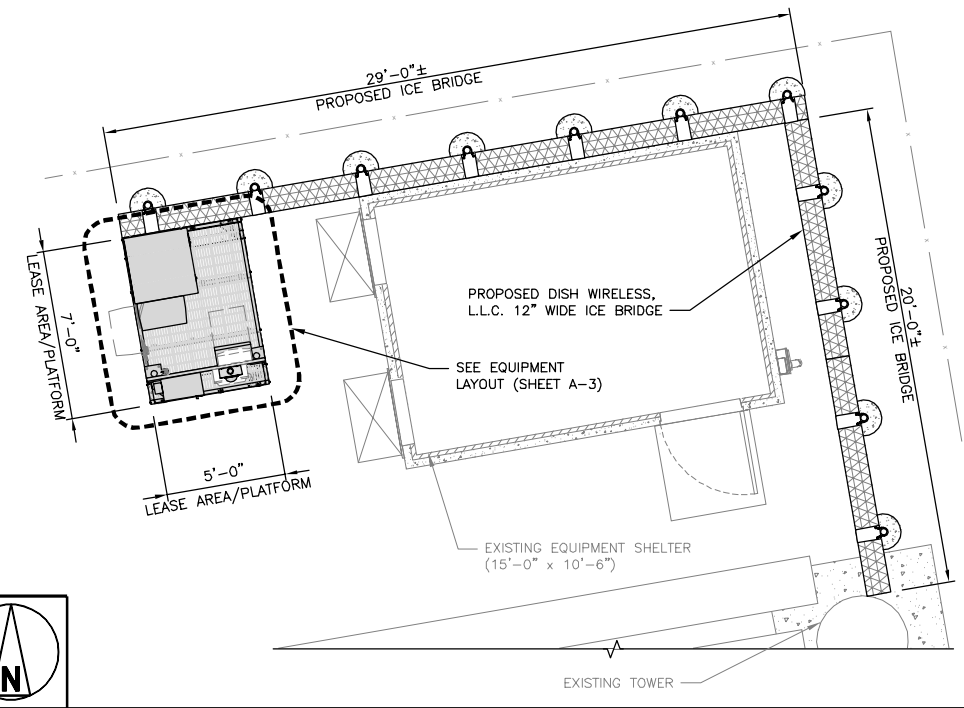 29'-0"±
PROPOSED ICE BRIDGE
20'-0"±
PROPOSED ICE BRIDGE
7'-0"
LEASE AREA/PLATFORM
PROPOSED DISH WIRELESS,
L.L.C. 12" WIDE ICE BRIDGE
SEE EQUIPMENT
LAYOUT (SHEET A-3)
5'-0"
LEASE AREA/PLATFORM
EXISTING EQUIPMENT SHELTER
(15'-0" x 10'-6")
EXISTING TOWER
N